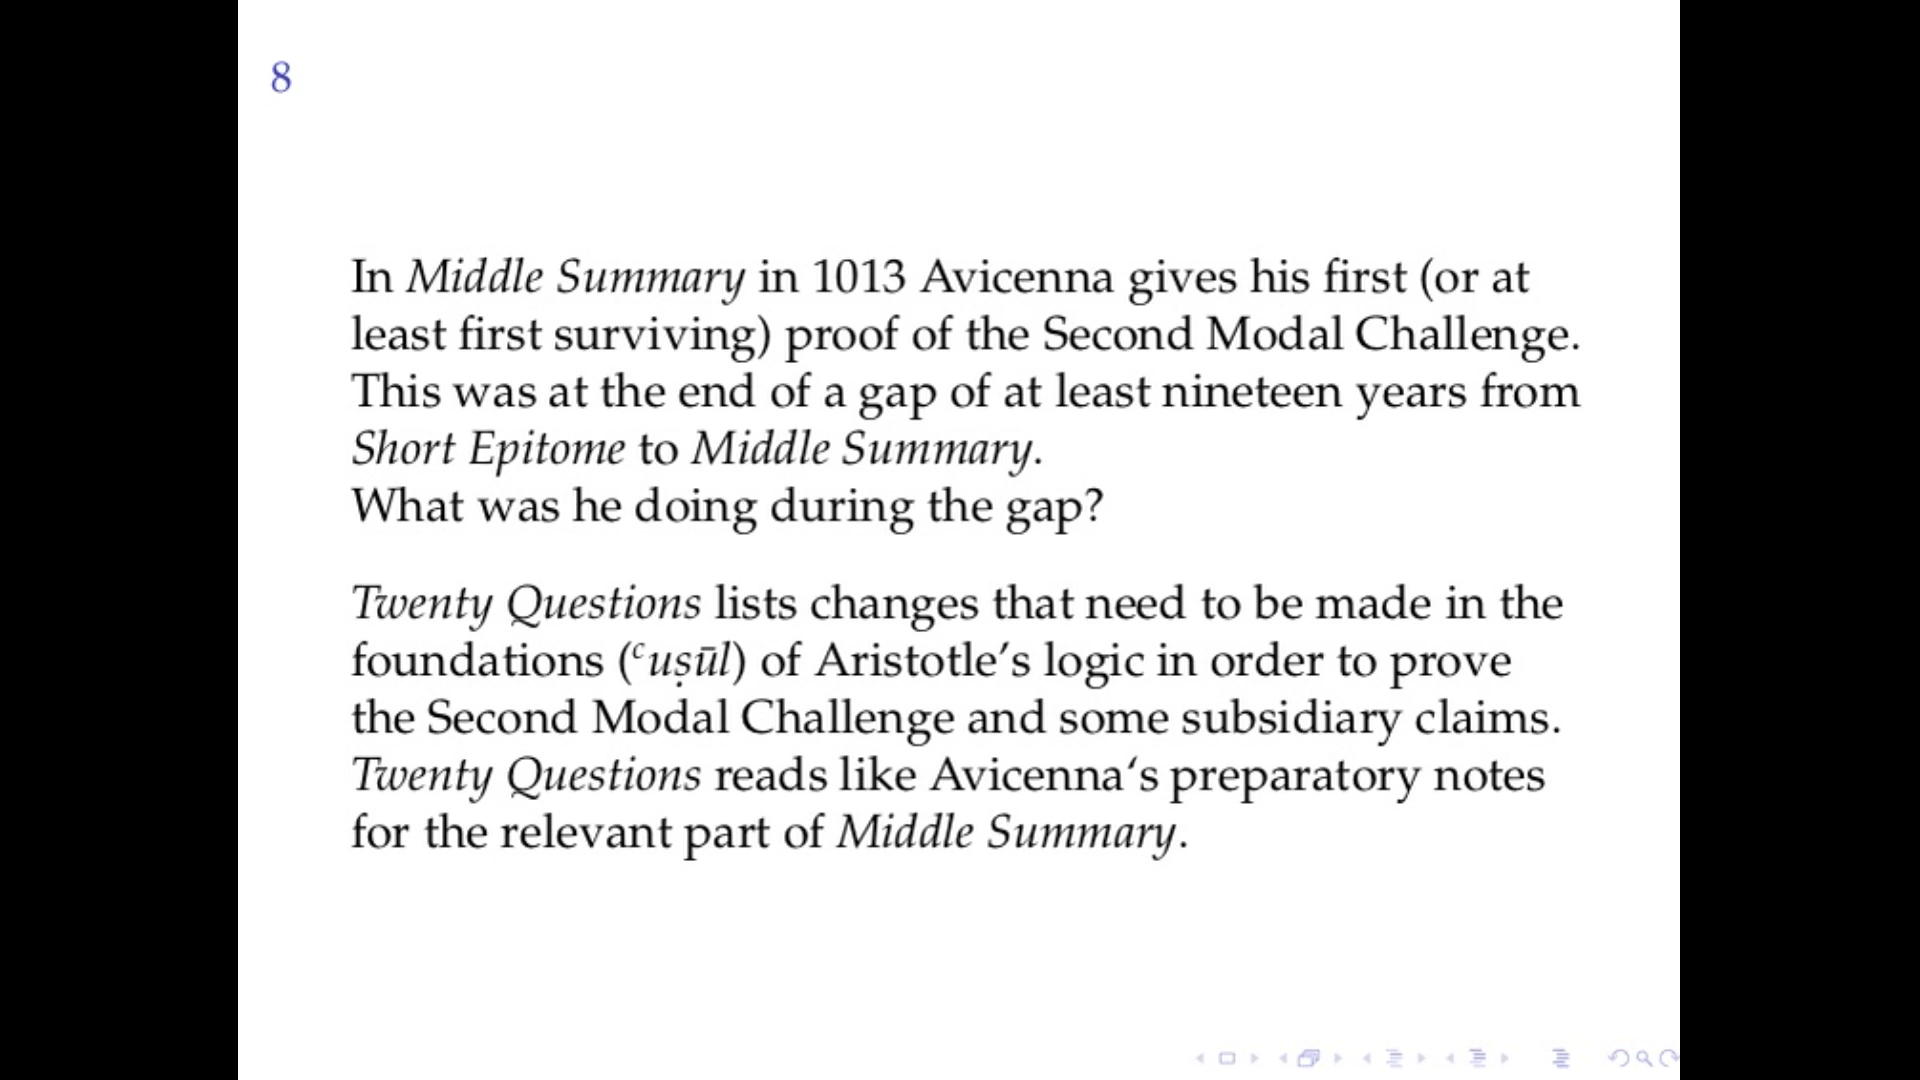 8
In Middle Summary in 1013 Avicenna gives his first (or at
least first surviving) proof of the Second Modal Challenge.
This was at the end of a gap of at least nineteen years from
Short Epitome to Middle Summary.
What was he doing during the gap?
Twenty Questions lists changes that need to be made in the
foundations (ᶜuṣūl) of Aristotle’s logic in order to prove
the Second Modal Challenge and some subsidiary claims.
Twenty Questions reads like Avicenna‘s preparatory notes
for the relevant part of Middle Summary.